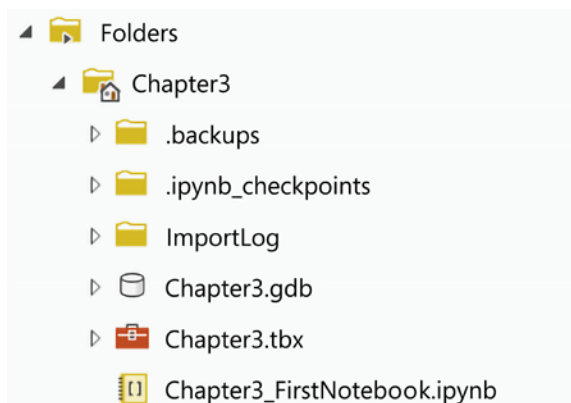 Folders
Chapter3
.backups
.ipynb_checkpoints
ImportLog
Chapter3.gdb
Chapter3.tbx
Chapter3_FirstNotebook.ipynb